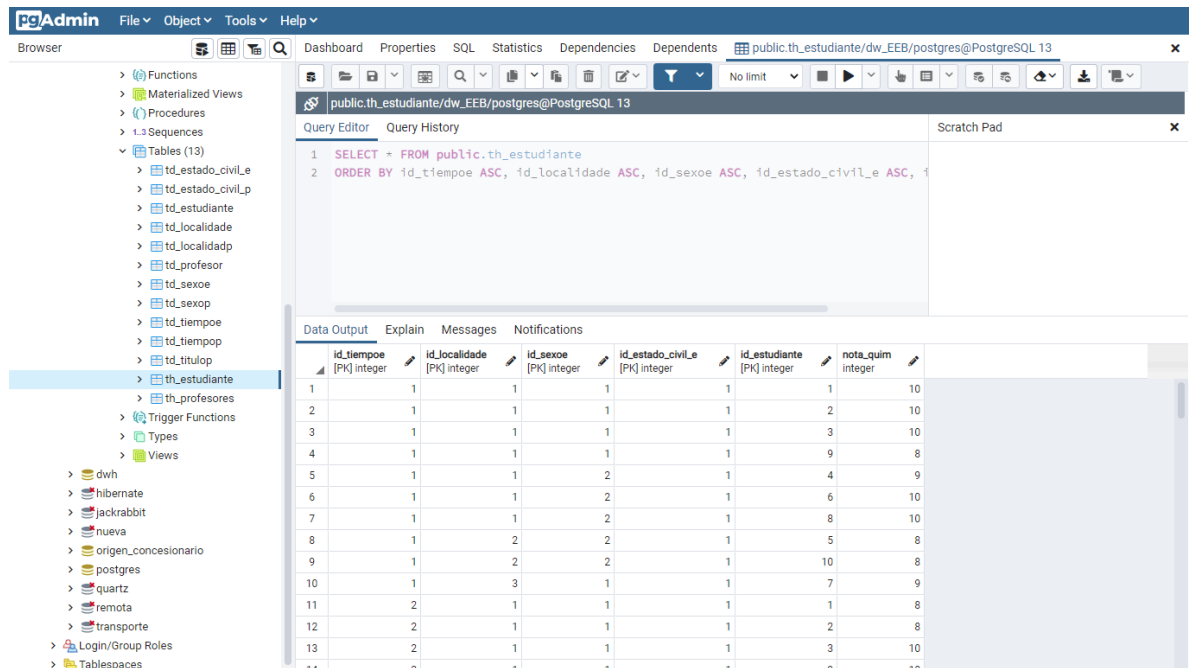 pgAdmin File Object Tools Help
Browser
Dashboard Properties SQL Statistics Dependencies Dependents public.th_estudiante/dw_EEB/postgres@PostgreSQL 13
No limit
public.th_estudiante/dw_EEB/postgres@PostgreSQL 13
Query Editor Query History
Scratch Pad
1 SELECT * FROM public.th_estudiante
2 ORDER BY id_tiempoe ASC, id_localidade ASC, id_sexoe ASC, id_estado_civil_e ASC,
Functions
Materialized Views
Procedures
1..3 Sequences
Tables (13)
td_estado_civil_e
td_estado_civil_p
td_estudiante
td_localidade
td_localidadp
td_profesor
td_sexoe
td_sexop
td_tiempoe
td_tiempop
td_titulop
th_estudiante
th_profesores
Trigger Functions
Types
Views
dwh
hibernate
jackrabbit
nueva
origen_concesionario
postgres
quartz
remota
transporte
Login/Group Roles
Tablespaces
Data Output Explain Messages Notifications
id_tiempoe id_localidade id_sexoe id_estado_civil_e id_estudiante nota_quim
[PK] integer [PK] integer [PK] integer [PK] integer [PK] integer integer
1 1 1 1 1 1 10
2 1 1 1 1 2 10
3 1 1 1 1 3 10
4 1 1 1 1 9 8
5 1 1 2 1 4 9
6 1 1 2 1 6 10
7 1 1 2 1 8 10
8 1 2 2 1 5 8
9 1 2 2 1 10 8
10 1 3 1 1 7 9
11 2 1 1 1 1 8
12 2 1 1 1 2 8
13 2 1 1 1 3 10